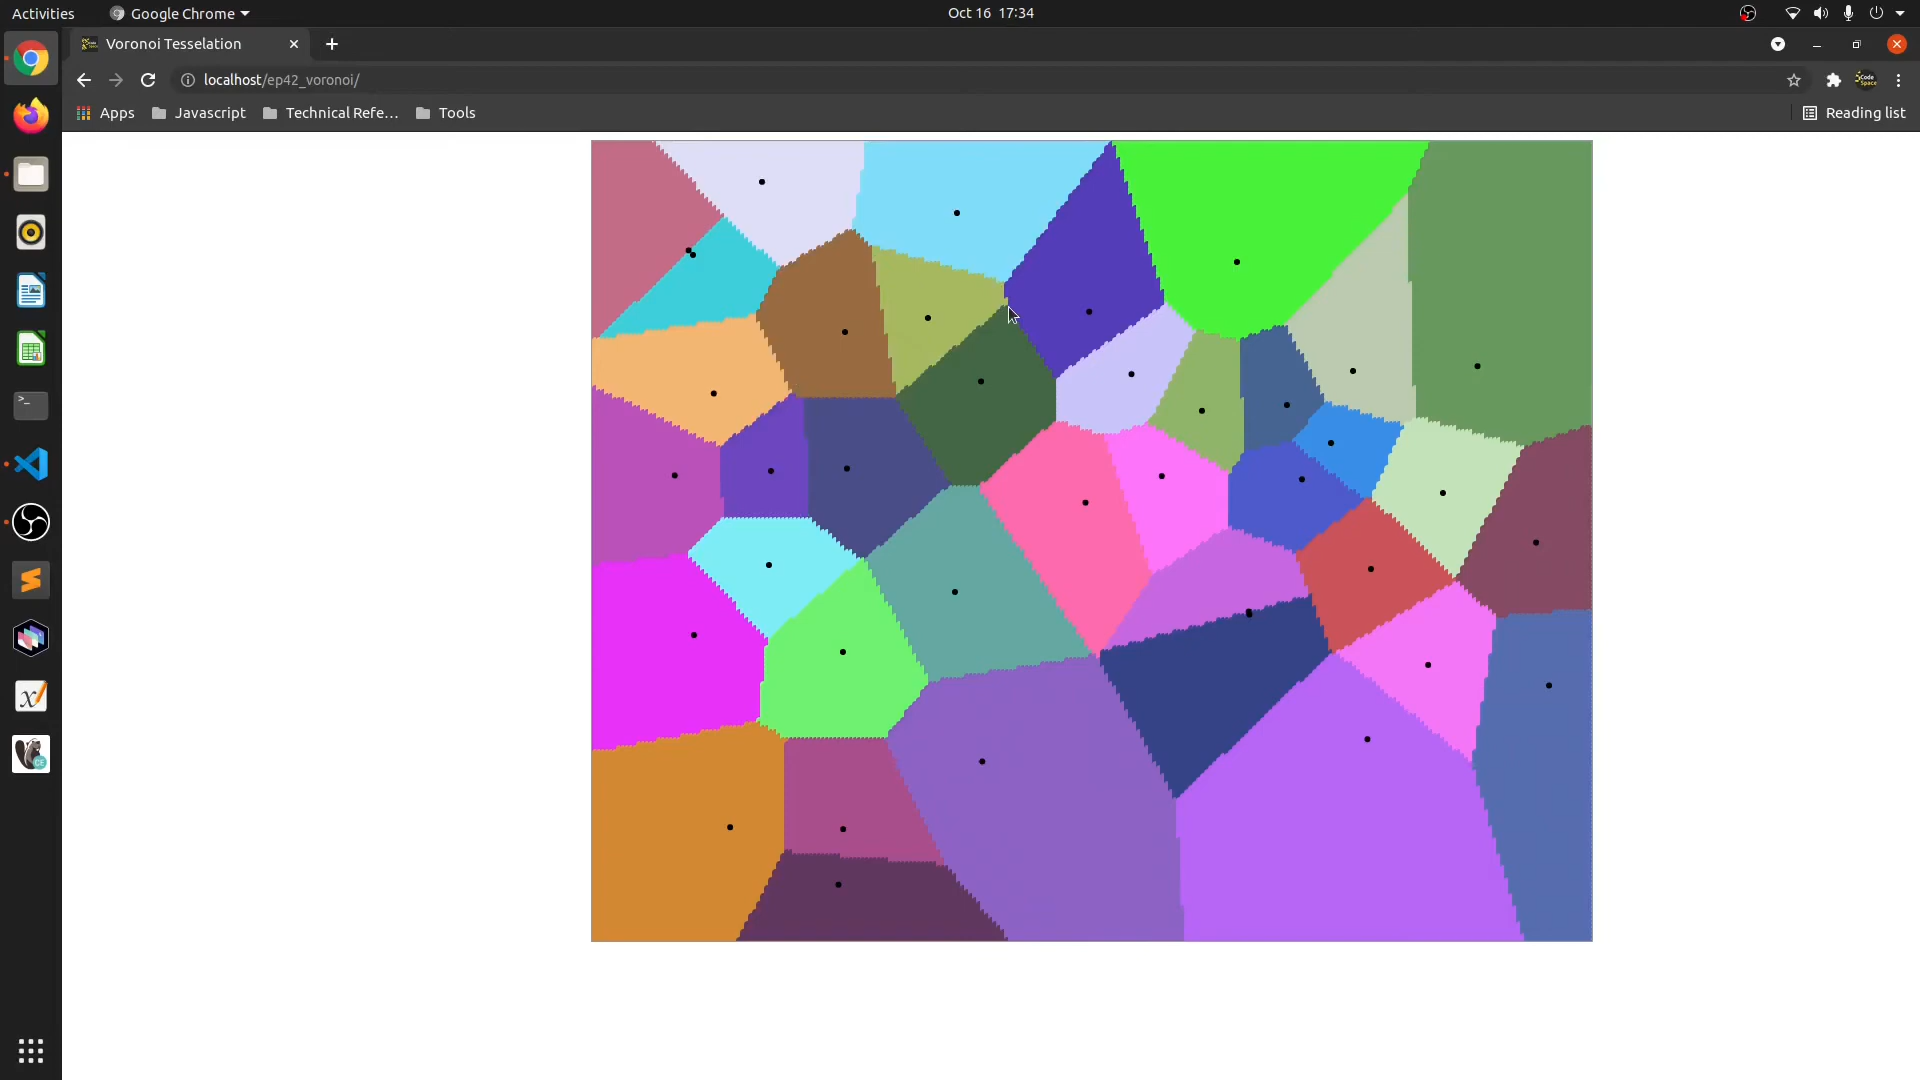 Activities
Google Chrome
Oct 16 17:34
Voronoi Tesselation
localhost/ep42_voronoi/
Apps
Javascript
Technical Refe…
Tools
Reading list